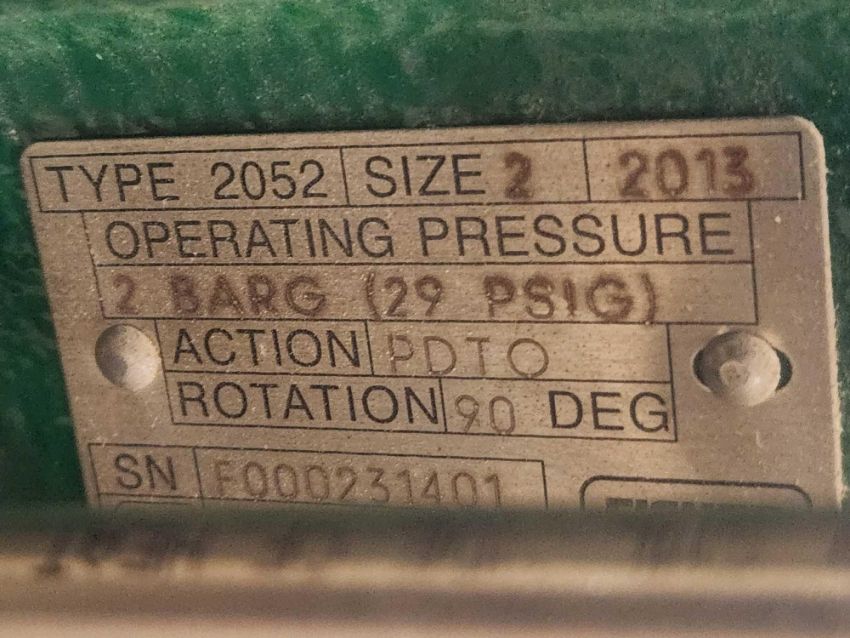 TYPE 2052 SIZE 2 2013
OPERATING PRESSURE
2 BARG (29 PSIG)
ACTION PDTO
ROTATION 90 DEG
SN F000231401